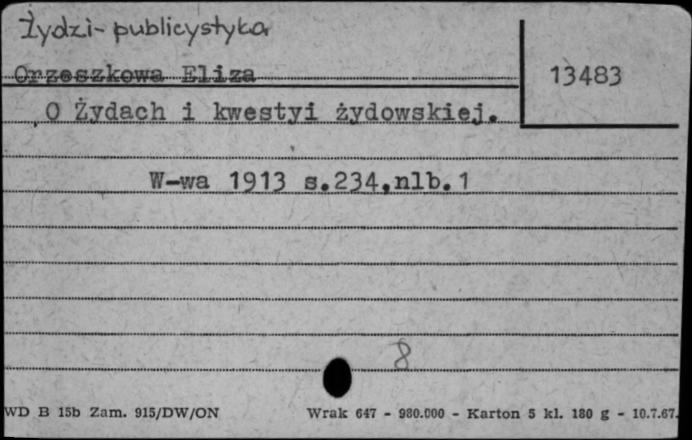 Żydzi- publicystyka
Orzeszkowa Eliza
13483
O Żydach i kwestyi żydowskiej.
W-wa 1913 s.234,nlb.1
8
WD B 15b Zam. 915/DW/ON
Wrak 647 - 980.000 - Karton 5 kl. 180 g - 10.7.67.